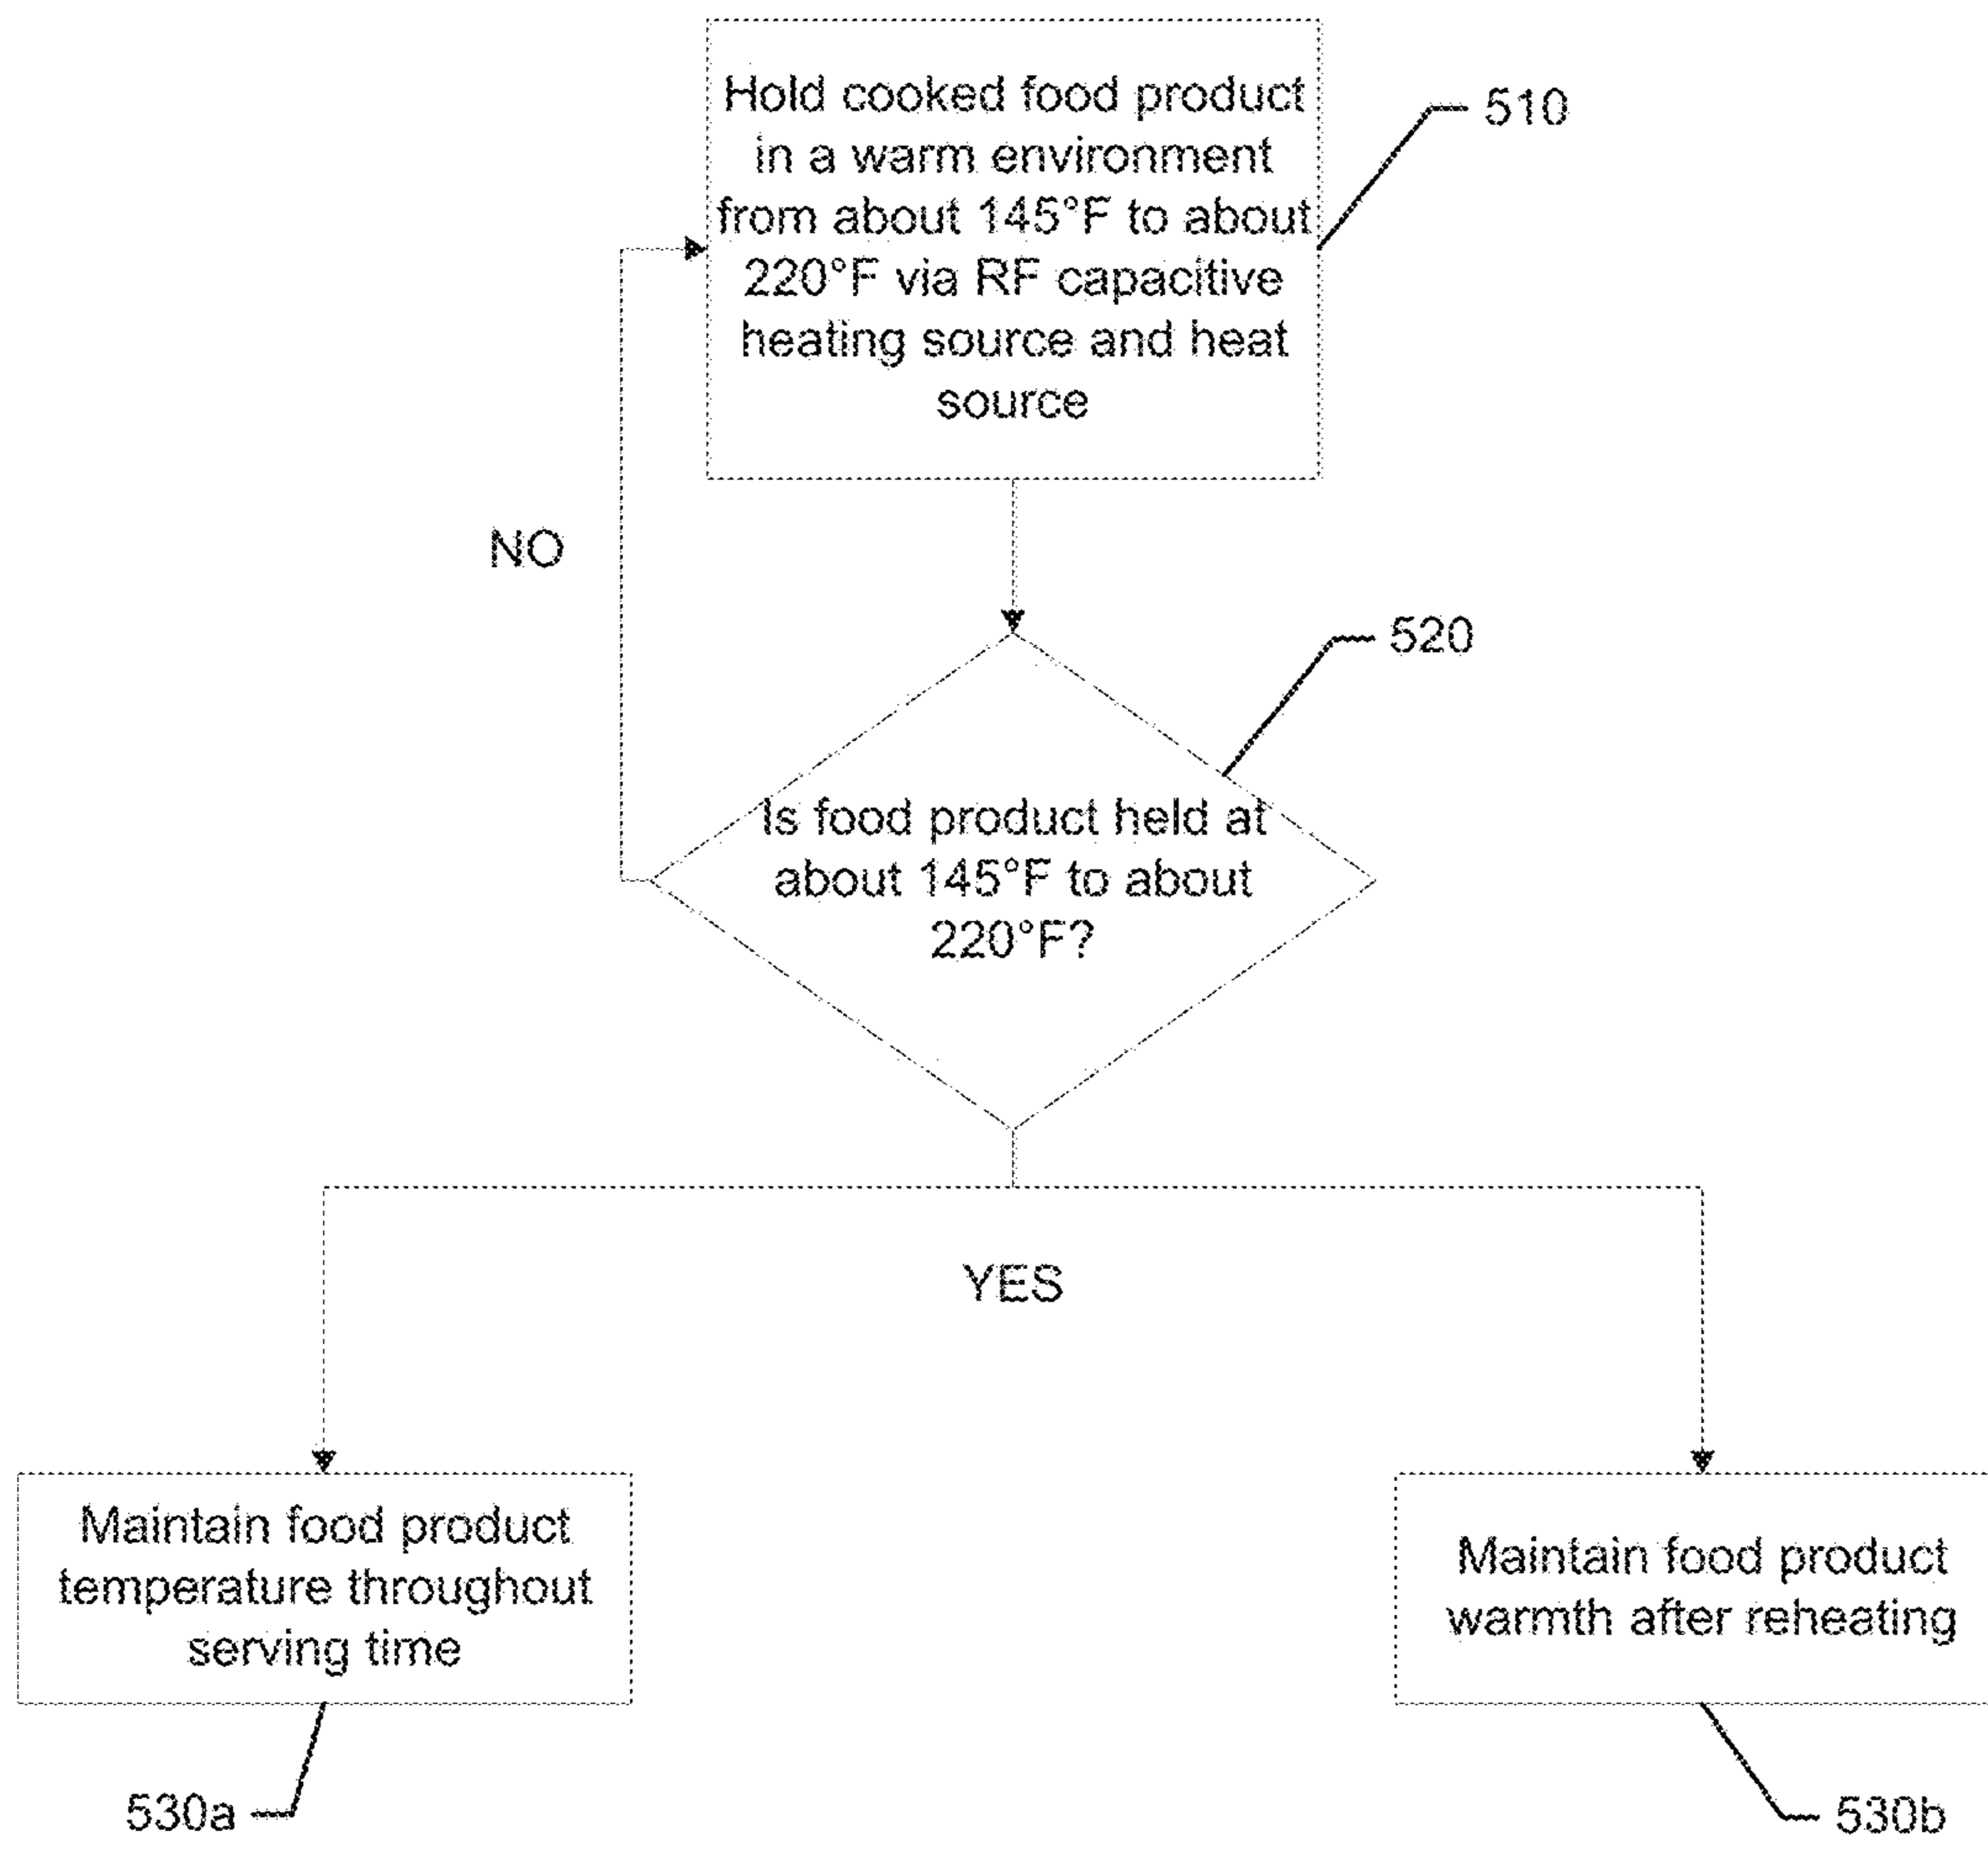 Hold cooked food product
in a warm environment
from about 145°F to about
220°F via RF capacitive
heating source and heat
source
510
NO
520
Is food product held at
about 145°F to about
220°F?
YES
Maintain food product
temperature throughout
serving time
Maintain food product
warmth after reheating
530a
530b